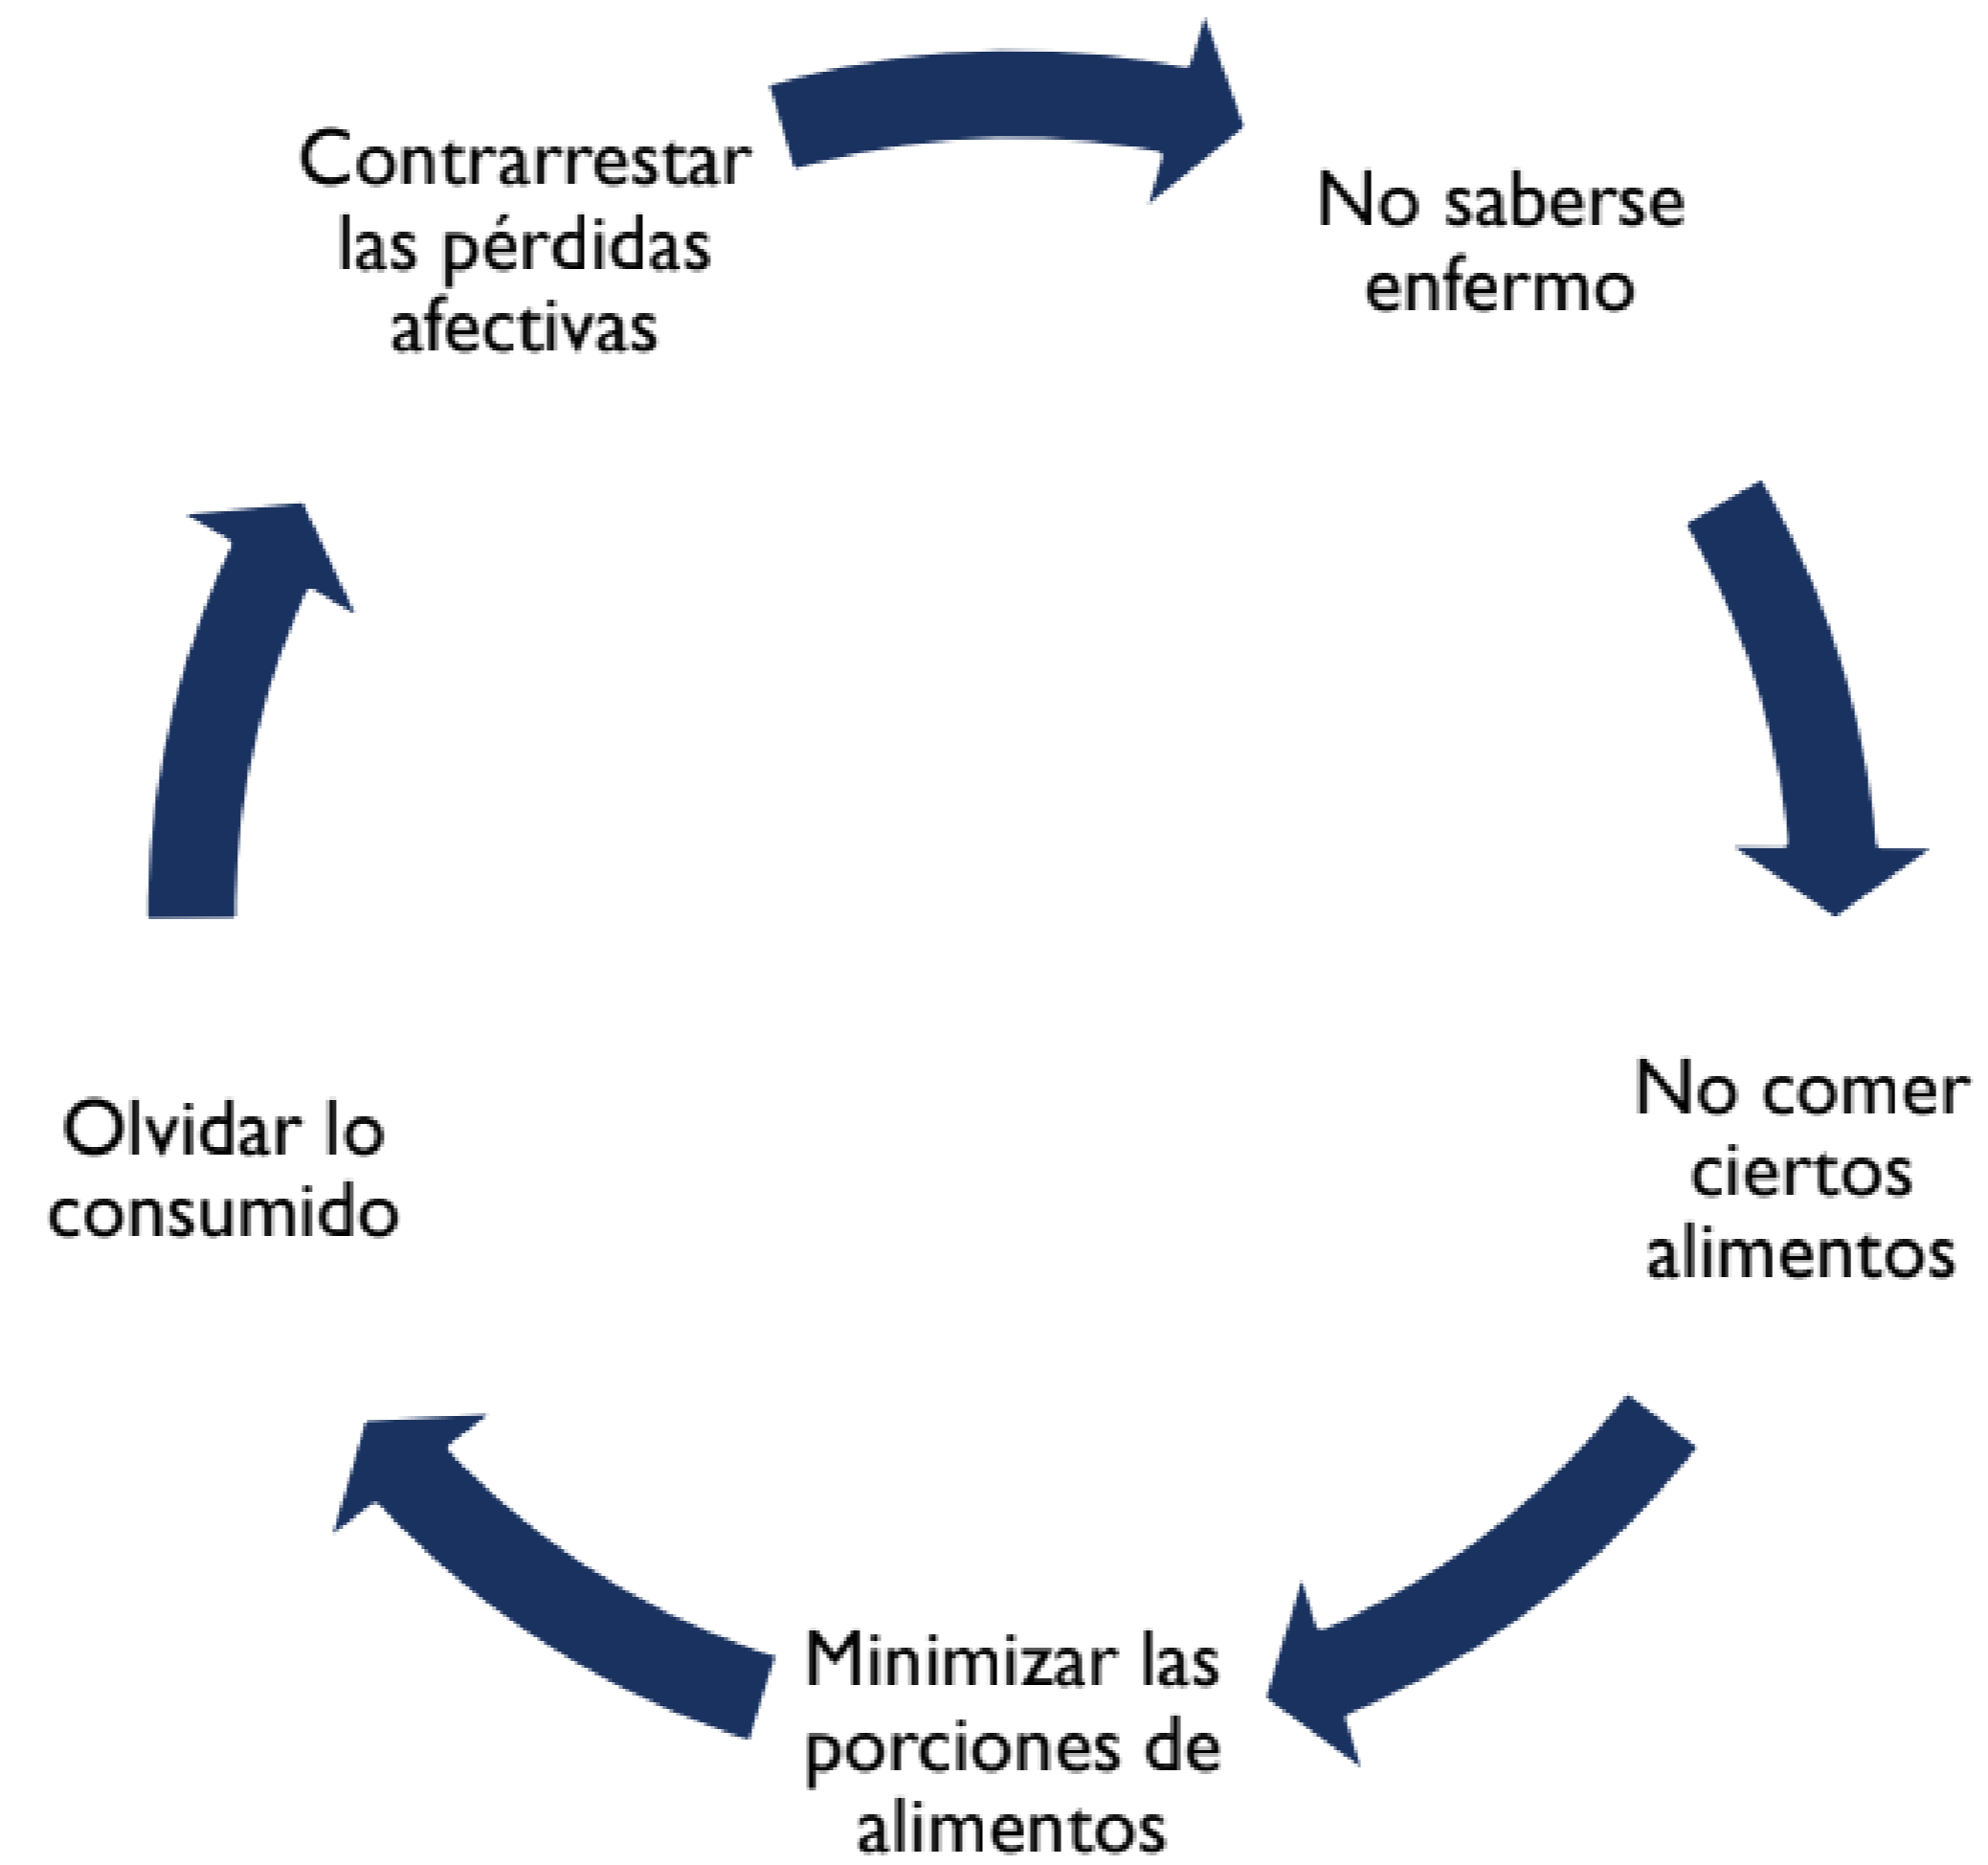 Contrarrestar
las pérdidas
afectivas
No saberse
enfermo
No comer
ciertos
alimentos
Minimizar las
porciones de
alimentos
Olvidar lo
consumido